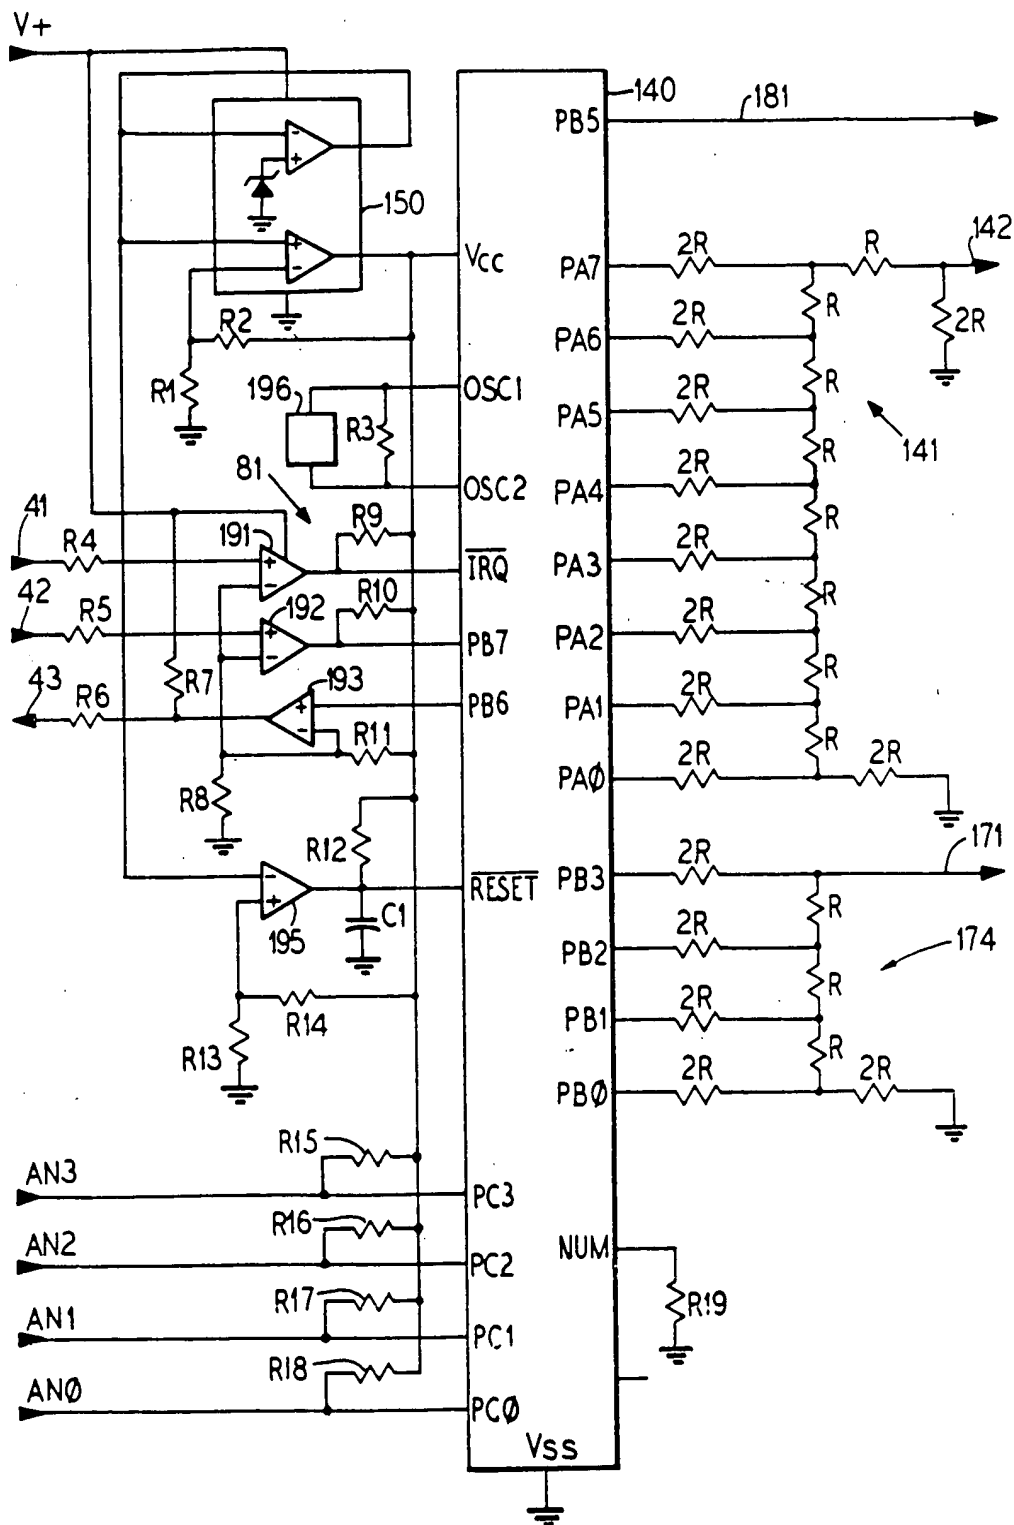 V+
140
PB5
181
-
+
150
+
-
VCC
PA7
2R
R
142
R
2R
R2
PA6
2R
R1
196
R3
OSC1
R
PA5
2R
141
81
OSC2
R
PA4
2R
41
R4
191
+
-
R9
IRQ
R
PA3
2R
42
R5
192
+
-
R10
PB7
R
PA2
2R
43
R6
R7
193
+
-
PB6
R
PA1
2R
R11
R
PAØ
2R
2R
R8
R12
PB3
2R
171
-
+
195
C1
RESET
R
PB2
2R
174
R14
R
PB1
2R
R13
R
PBØ
2R
2R
R15
AN3
PC3
R16
AN2
PC2
NUM
R17
R19
AN1
PC1
R18
ANØ
PCØ
VSS